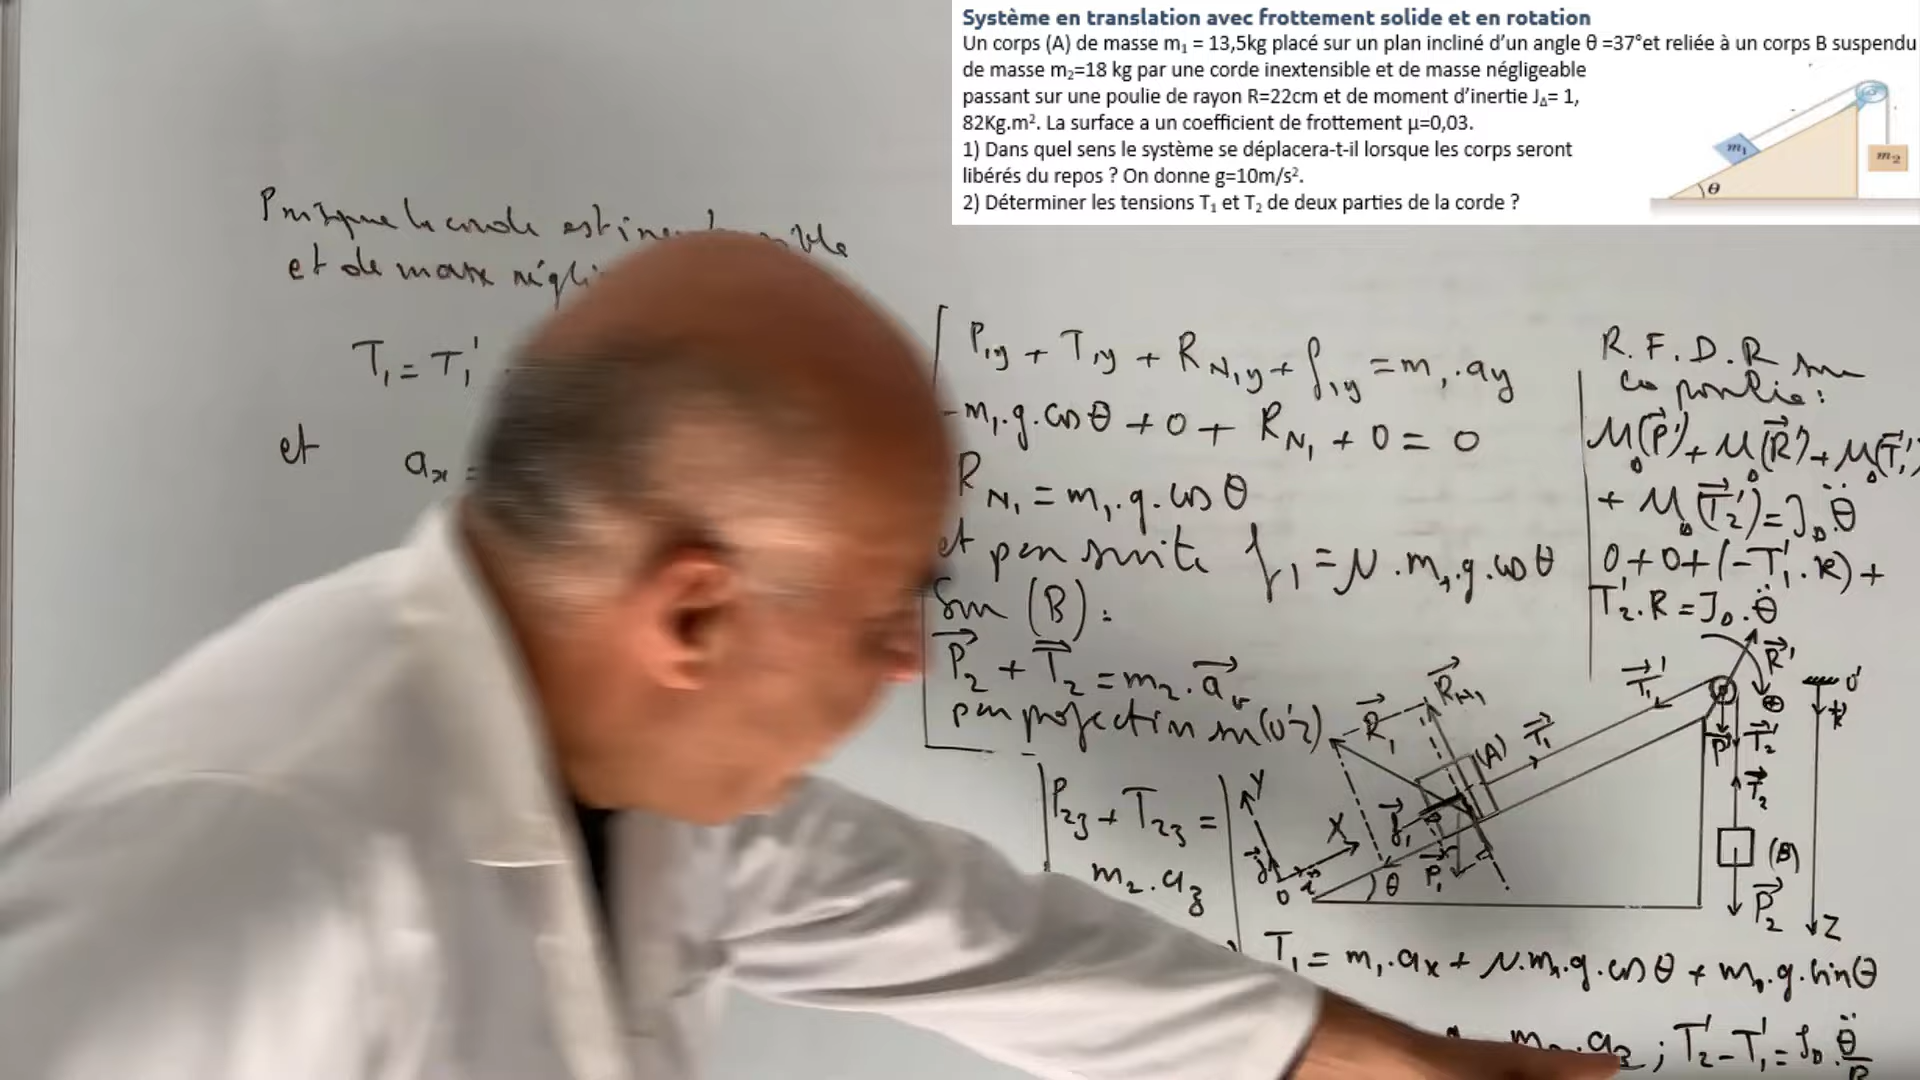 Système en translation avec frottement solide et en rotation
Un corps (A) de masse m₁ = 13,5kg placé sur un plan incliné d’un angle θ =37°et reliée à un corps B suspendu
de masse m₂=18 kg par une corde inextensible et de masse négligeable
passant sur une poulie de rayon R=22cm et de moment d’inertie J_Δ= 1,
82Kg.m². La surface a un coefficient de frottement μ=0,03.
1) Dans quel sens le système se déplacera-t-il lorsque les corps seront
libérés du repos ? On donne g=10m/s².
2) Déterminer les tensions T₁ et T₂ de deux parties de la corde ?
m₁
m₂
θ
Puisque la corde est
et de masse
T₁ = T₁'
et aₓ =
P₁y + T₁y + R_N₁y + f₁y = m₁.ay
-m₁.g.cosθ + 0 + R_N₁ + 0 = 0
R_N₁ = m₁.g.cosθ
et par suite f₁ = μ.m₁.g.cosθ
Sur (B) :
P₂ + T₂ = m₂.a
par projection sur (O'z)
P₂z + T₂z =
m₂.az
R.F.D.R sur
la poulie :
M(P') + M(R') + M(T₁')
+ M(T₂') = J_Δ.θ̈
0 + 0 + (-T₁'.R) +
T₂'.R = J_Δ.θ̈
R'
T₁'
O'
k
P'
T₂'
T₂
(B)
P₂
Z
R_N₁
R₁
(A)
T₁
Y
X
f₁
P₁
j
i
O
θ
T₁ = m₁.aₓ + μ.m₁.g.cosθ + m₁.g.sinθ
m₂.az ; T₂' - T₁' = J_Δ.θ̈/R